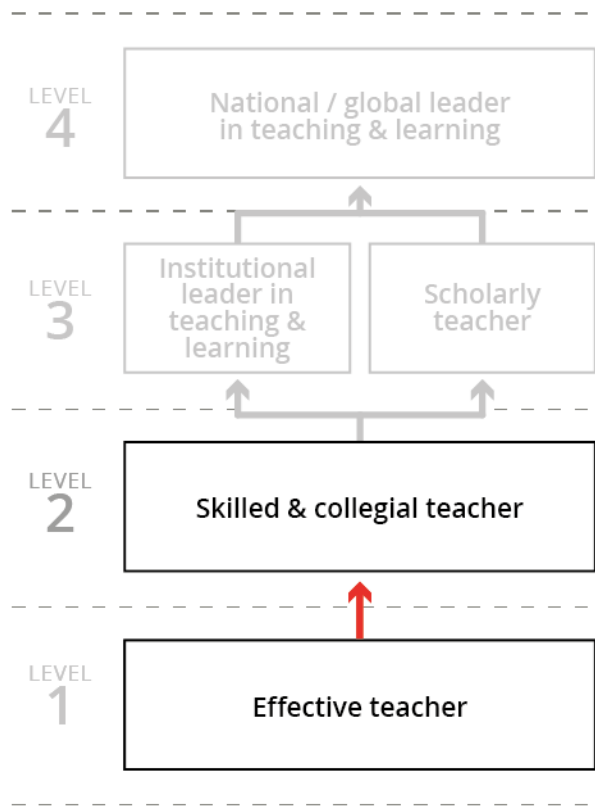 LEVEL
4
National / global leader
in teaching & learning
LEVEL
3
Institutional
leader in
teaching &
learning
Scholarly
teacher
LEVEL
2
Skilled & collegial teacher
LEVEL
1
Effective teacher